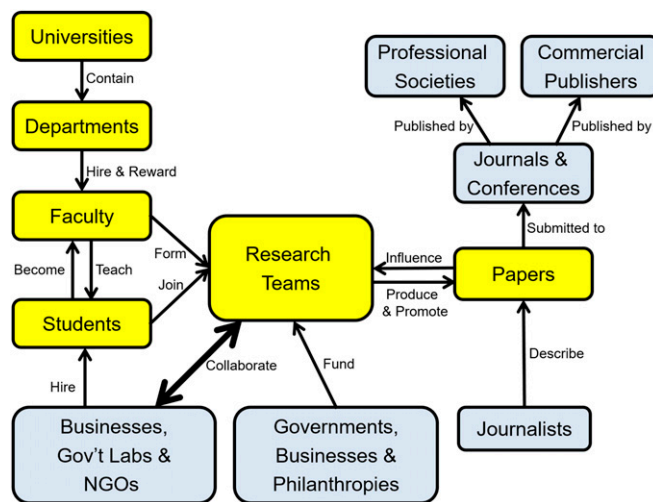 Universities
Professional
Societies
Commercial
Publishers
Contain
Departments
Published by
Published by
Hire & Reward
Journals &
Conferences
Faculty
Form
Submitted to
Research
Teams
Influence
Papers
Become
Teach
Join
Produce
& Promote
Students
Collaborate
Fund
Describe
Hire
Businesses,
Gov't Labs &
NGOs
Governments,
Businesses &
Philanthropies
Journalists